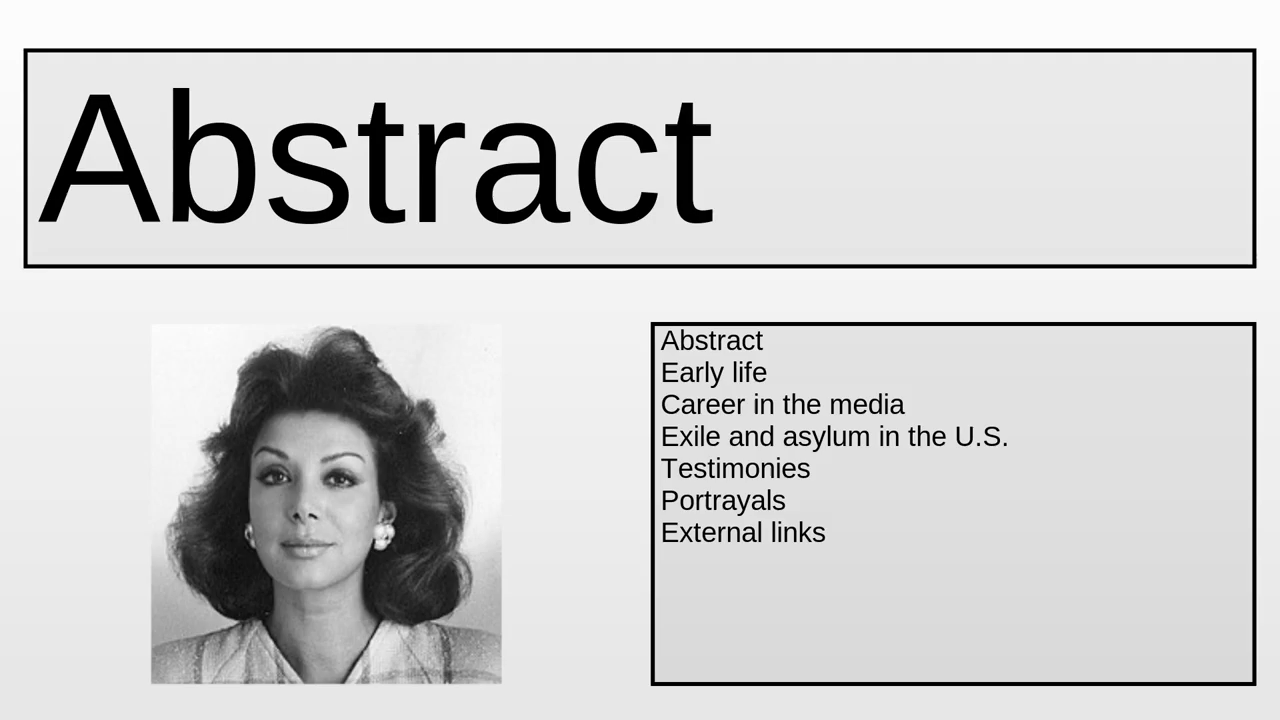 Abstract
Abstract
Early life
Career in the media
Exile and asylum in the U.S.
Testimonies
Portrayals
External links